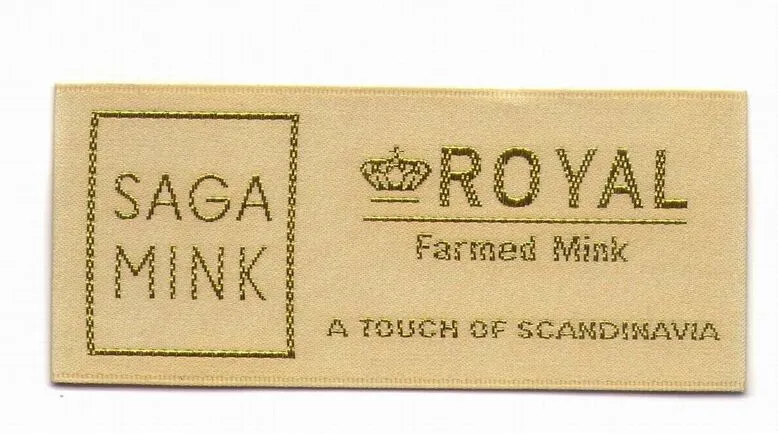 SAGA
MINK
ROYAL
Farmed Mink
A TOUCH OF SCANDINAVIA